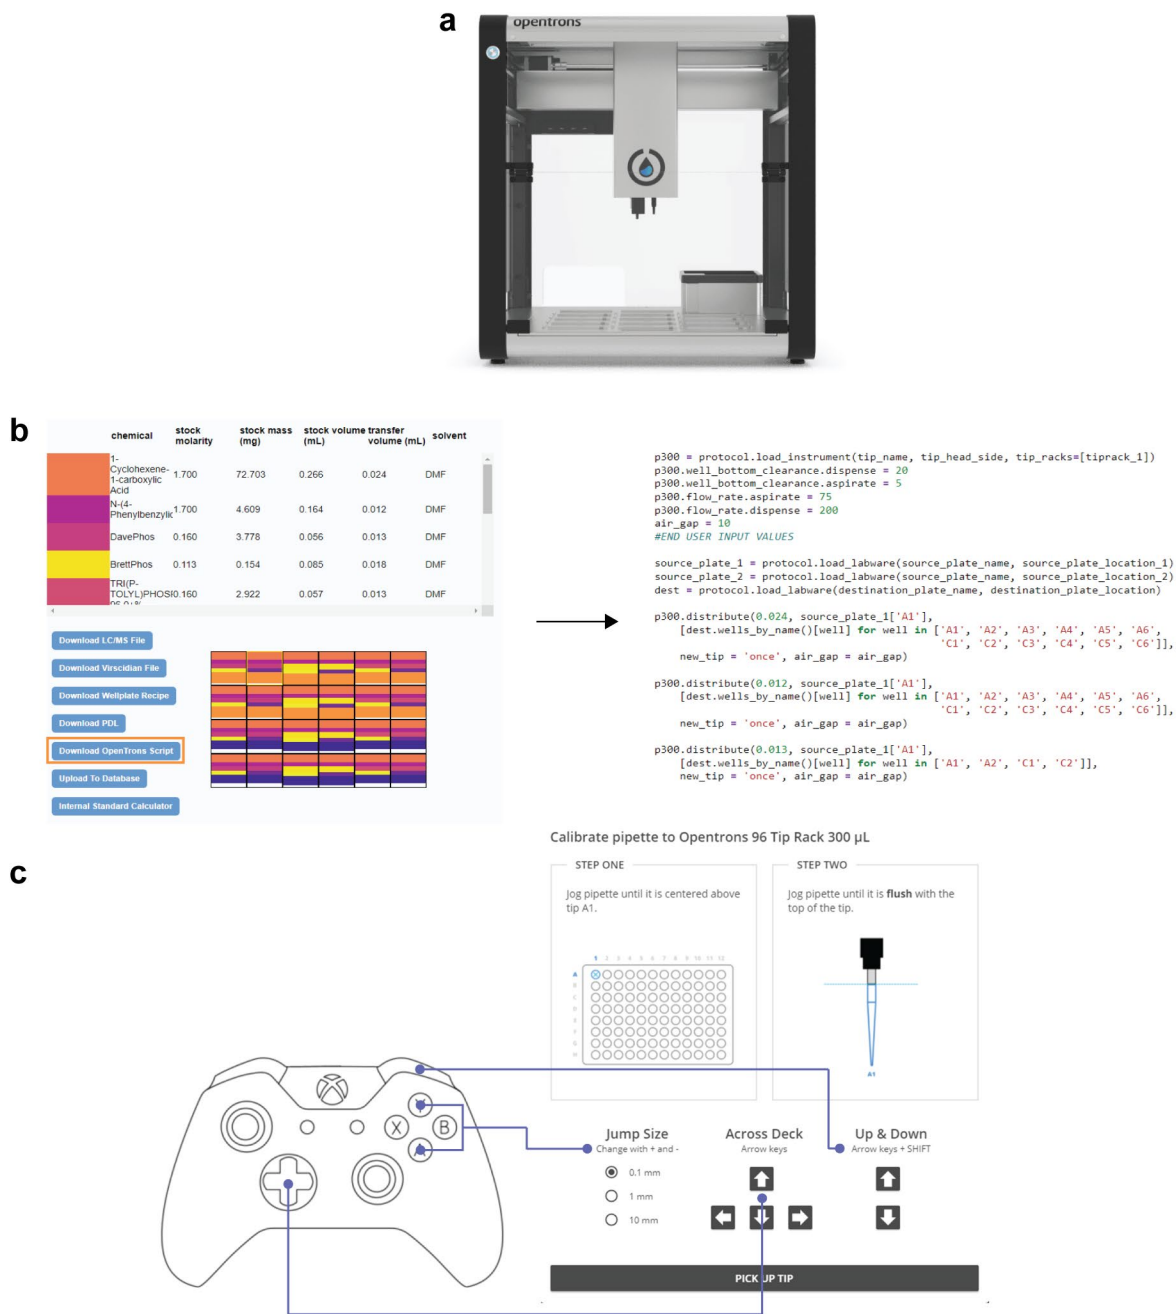 a
opentrons
b
chemical stock molarity stock mass (mg) stock volume (mL) transfer volume (mL) solvent
1-Cyclohexene-1-carboxylic Acid 1.700 72.703 0.266 0.024 DMF
N-(4-Phenylbenzylic 1.700 4.609 0.164 0.012 DMF
DavePhos 0.160 3.778 0.056 0.013 DMF
BrettPhos 0.113 0.154 0.085 0.018 DMF
TRI(P-TOLYL)PHOSI 0.160 2.922 0.057 0.013 DMF
Download LC/MS File
Download Virscidian File
Download Wellplate Recipe
Download PDL
Download OpenTrons Script
Upload To Database
Internal Standard Calculator
p300 = protocol.load_instrument(tip_name, tip_head_side, tip_racks=[tiprack_1])
p300.well_bottom_clearance.dispense = 20
p300.well_bottom_clearance.aspirate = 5
p300.flow_rate.aspirate = 75
p300.flow_rate.dispense = 200
air_gap = 10
#END USER INPUT VALUES
source_plate_1 = protocol.load_labware(source_plate_name, source_plate_location_1)
source_plate_2 = protocol.load_labware(source_plate_name, source_plate_location_2)
dest = protocol.load_labware(destination_plate_name, destination_plate_location)
p300.distribute(0.024, source_plate_1['A1'],
[dest.wells_by_name()[well] for well in ['A1', 'A2', 'A3', 'A4', 'A5', 'A6',
'C1', 'C2', 'C3', 'C4', 'C5', 'C6']],
new_tip = 'once', air_gap = air_gap)
p300.distribute(0.012, source_plate_1['A1'],
[dest.wells_by_name()[well] for well in ['A1', 'A2', 'A3', 'A4', 'A5', 'A6',
'C1', 'C2', 'C3', 'C4', 'C5', 'C6']],
new_tip = 'once', air_gap = air_gap)
p300.distribute(0.013, source_plate_1['A1'],
[dest.wells_by_name()[well] for well in ['A1', 'A2', 'C1', 'C2']],
new_tip = 'once', air_gap = air_gap)
c
Calibrate pipette to Opentrons 96 Tip Rack 300 µL
STEP ONE
Jog pipette until it is centered above
tip A1.
1 2 3 4 5 6 7 8 9 10 11 12
A
B
C
D
E
F
G
H
STEP TWO
Jog pipette until it is flush with the
top of the tip.
A1
Y
X B
A
Jump Size
Change with + and -
0.1 mm
1 mm
10 mm
Across Deck
Arrow keys
Up & Down
Arrow keys + SHIFT
PICK UP TIP